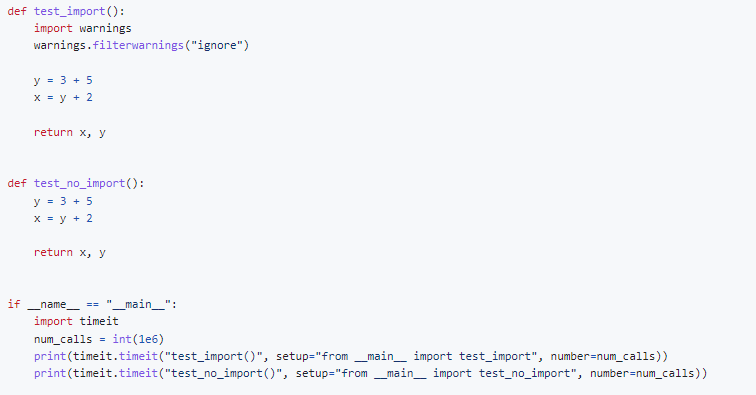 def test_import():
    import warnings
    warnings.filterwarnings("ignore")

    y = 3 + 5
    x = y + 2

    return x, y


def test_no_import():
    y = 3 + 5
    x = y + 2

    return x, y


if __name__ == "__main__":
    import timeit
    num_calls = int(1e6)
    print(timeit.timeit("test_import()", setup="from __main__ import test_import", number=num_calls))
    print(timeit.timeit("test_no_import()", setup="from __main__ import test_no_import", number=num_calls))